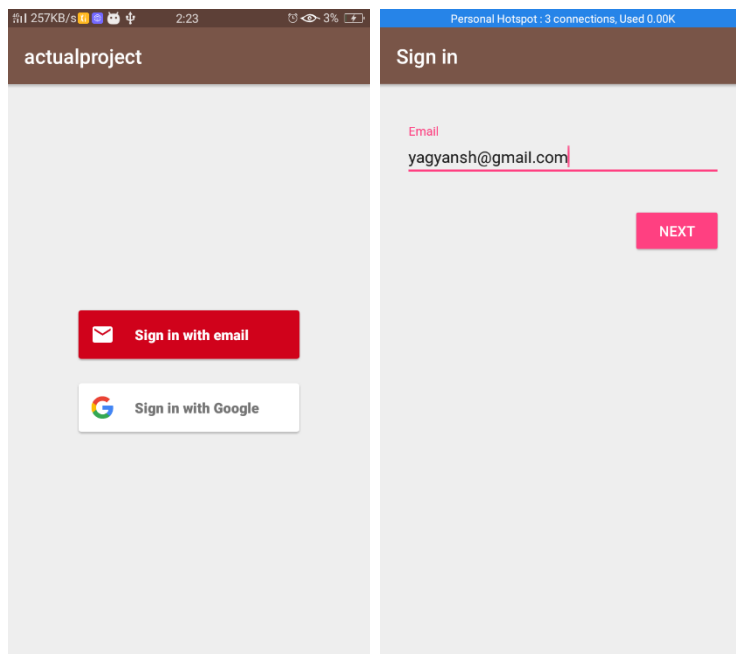 257KB/s 2:23 3%
actualproject
Sign in with email
Sign in with Google
Personal Hotspot : 3 connections, Used 0.00K
Sign in
Email
yagyansh@gmail.com
NEXT